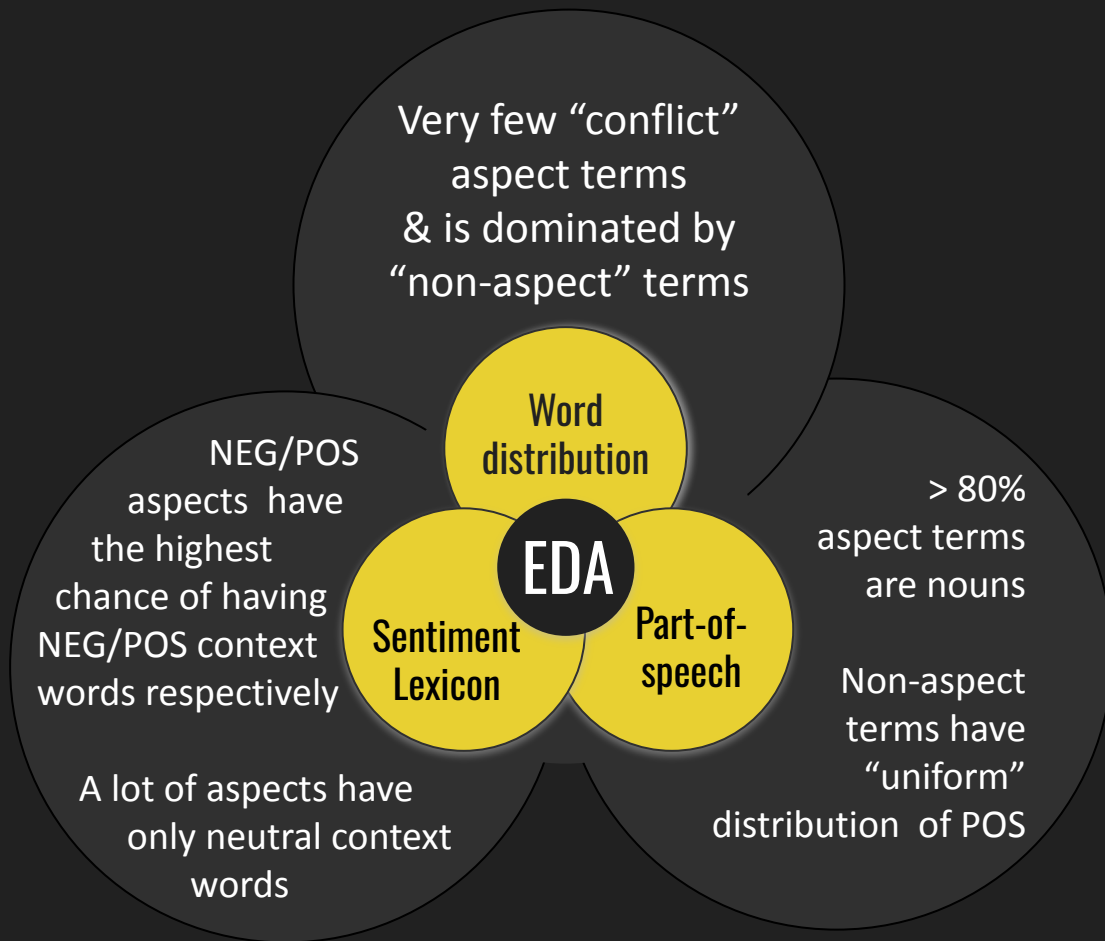 Very few “conflict”
aspect terms
& is dominated by
“non-aspect” terms
Word
distribution
EDA
Sentiment
Lexicon
Part-of-
speech
NEG/POS
aspects have
the highest
chance of having
NEG/POS context
words respectively
A lot of aspects have
only neutral context
words
> 80%
aspect terms
are nouns
Non-aspect
terms have
“uniform”
distribution of POS